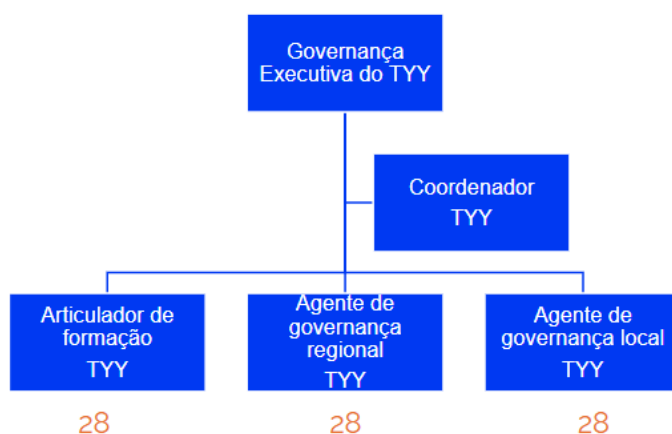 Governança
Executiva do TYY
Coordenador
TYY
Articulador de
formação
TYY
Agente de
governança
regional
TYY
Agente de
governança local
TYY
28
28
28